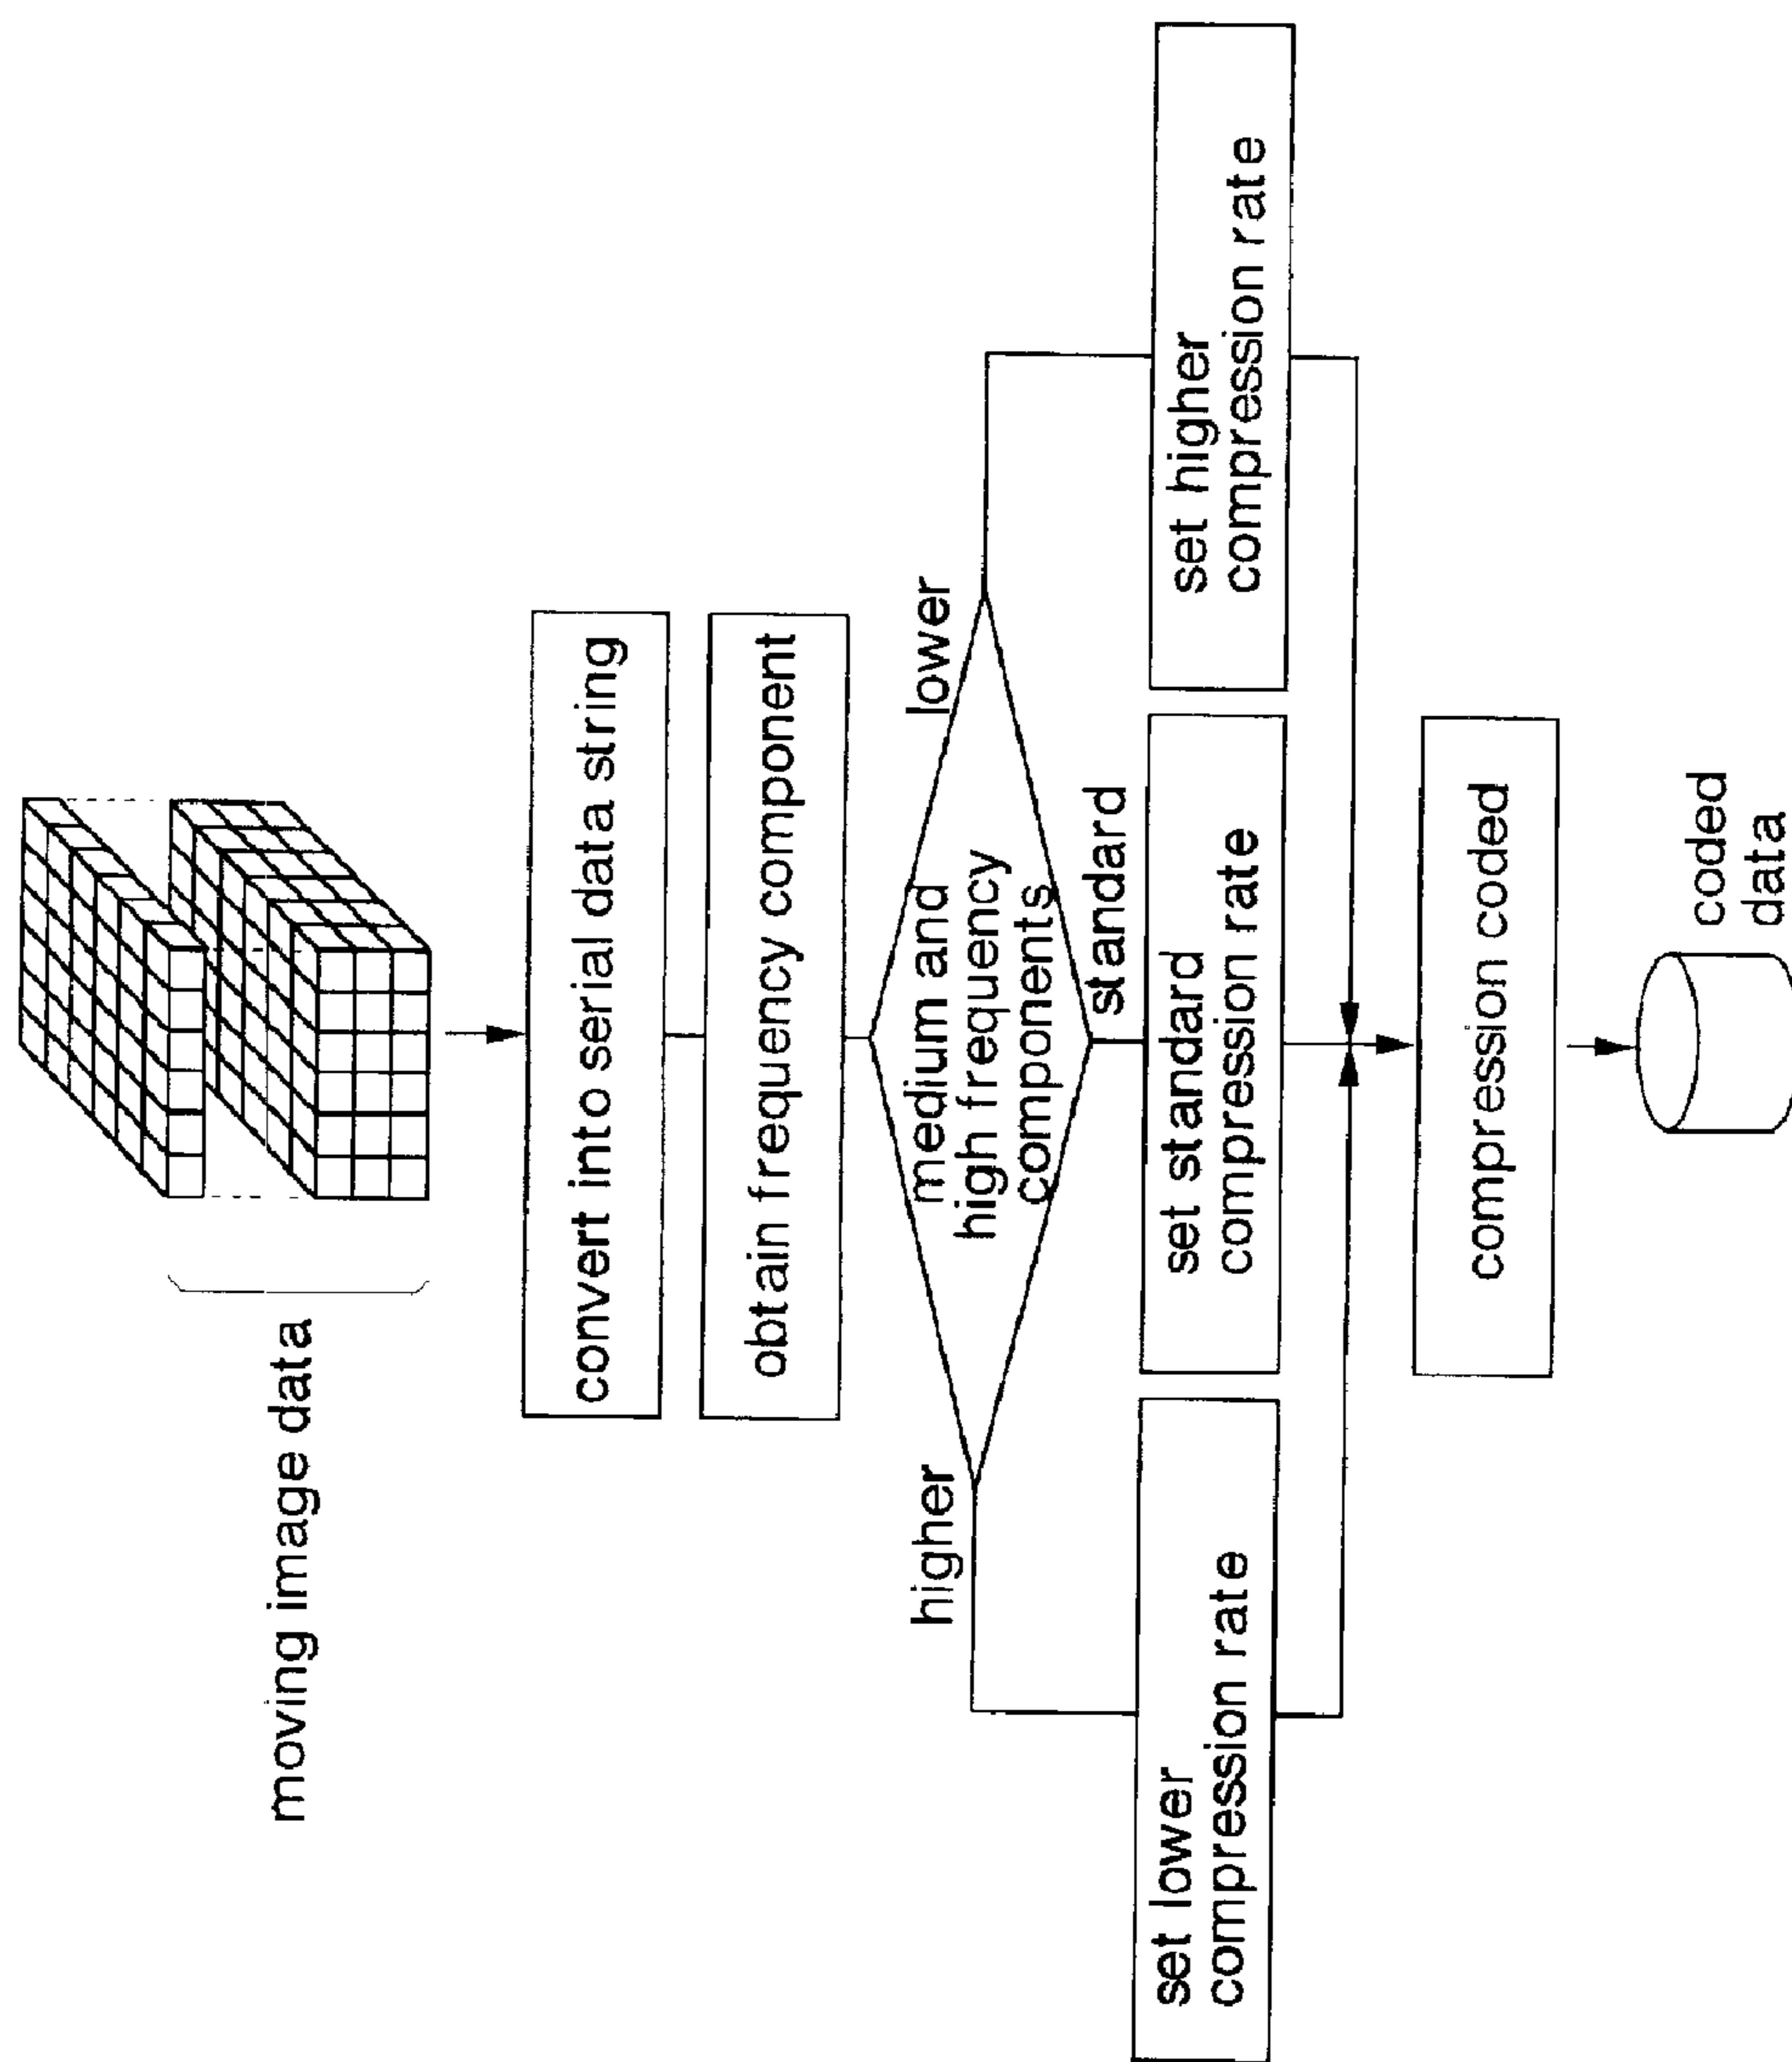 moving image data
convert into serial data string
obtain frequency component
higher
medium and
high frequency
components
lower
standard
set lower
compression rate
set standard
compression rate
set higher
compression rate
compression coded
coded
data